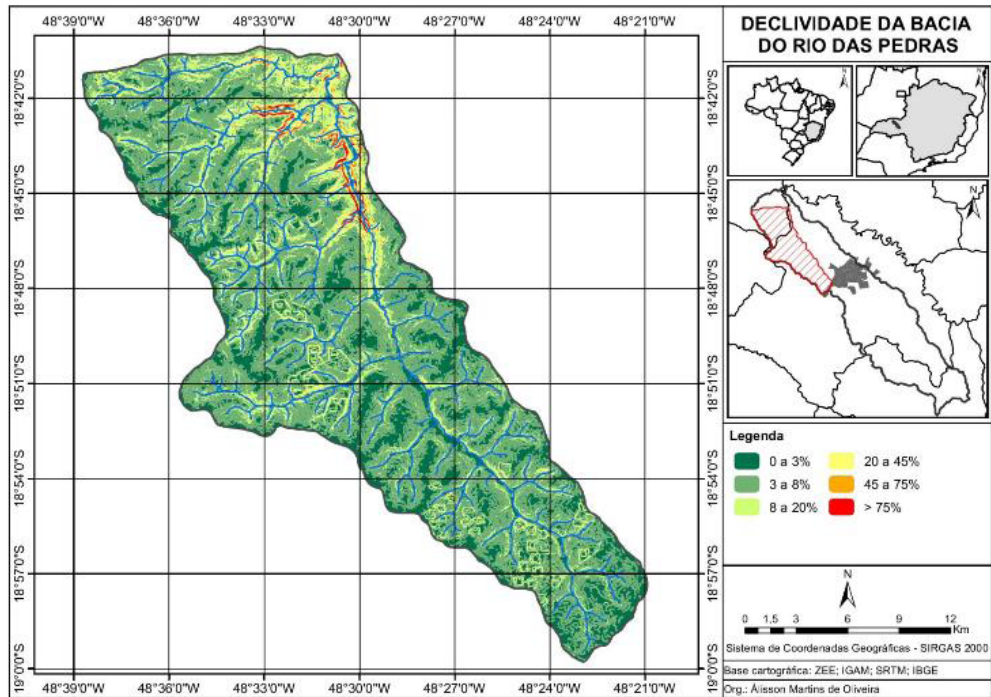 48°39'0"W 48°36'0"W 48°33'0"W 48°30'0"W 48°27'0"W 48°24'0"W 48°21'0"W
DECLIVIDADE DA BACIA
DO RIO DAS PEDRAS
N
N
N
18°42'0"S 18°42'0"S
18°45'0"S 18°45'0"S
18°48'0"S 18°48'0"S
18°51'0"S 18°51'0"S
18°54'0"S 18°54'0"S
18°57'0"S 18°57'0"S
19°0'0"S 19°0'0"S
48°39'0"W 48°36'0"W 48°33'0"W 48°30'0"W 48°27'0"W 48°24'0"W 48°21'0"W
Legenda
0 a 3% 20 a 45%
3 a 8% 45 a 75%
8 a 20% > 75%
N
0 1.5 3 6 9 12
Km
Sistema de Coordenadas Geográficas - SIRGAS 2000
Base cartográfica: ZEE; IGAM; SRTM; IBGE
Org.: Álisson Martins de Oliveira